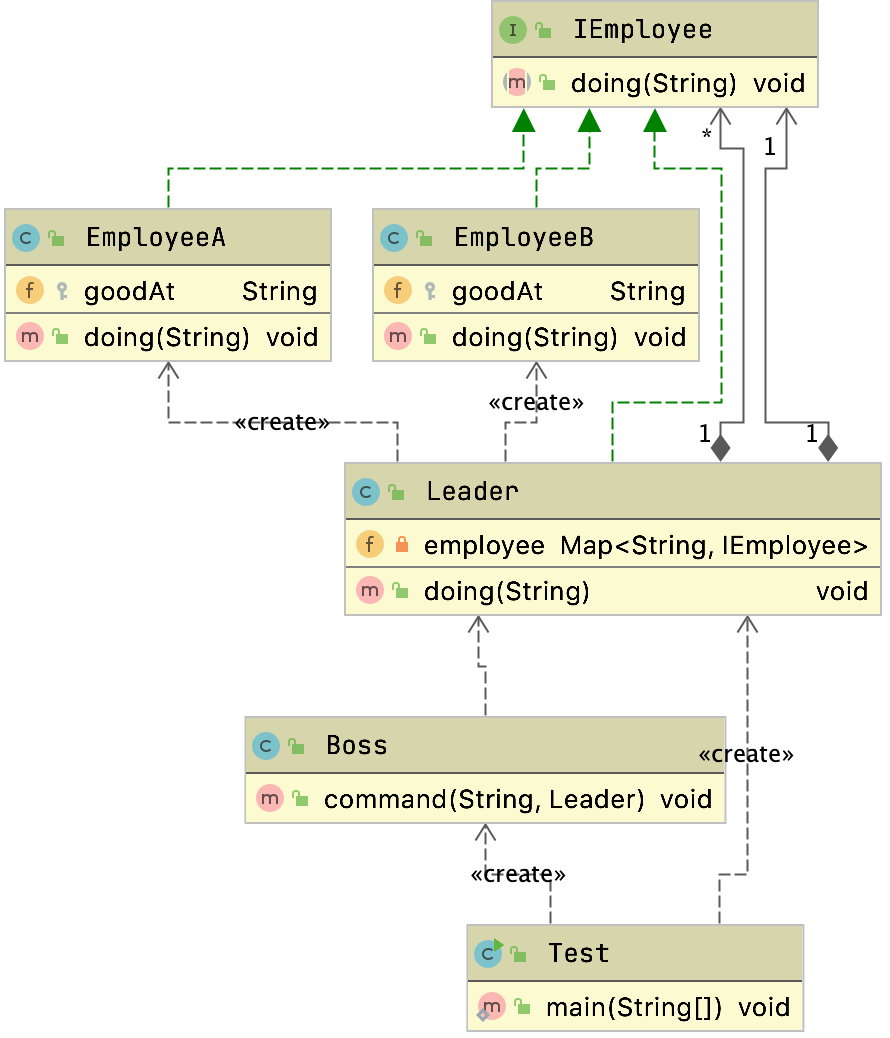 IEmployee
doing(String) void
*
1
EmployeeA
goodAt String
doing(String) void
EmployeeB
goodAt String
doing(String) void
«create»
«create»
1
1
Leader
employee Map<String, IEmployee>
doing(String) void
Boss
command(String, Leader) void
«create»
«create»
Test
main(String[]) void